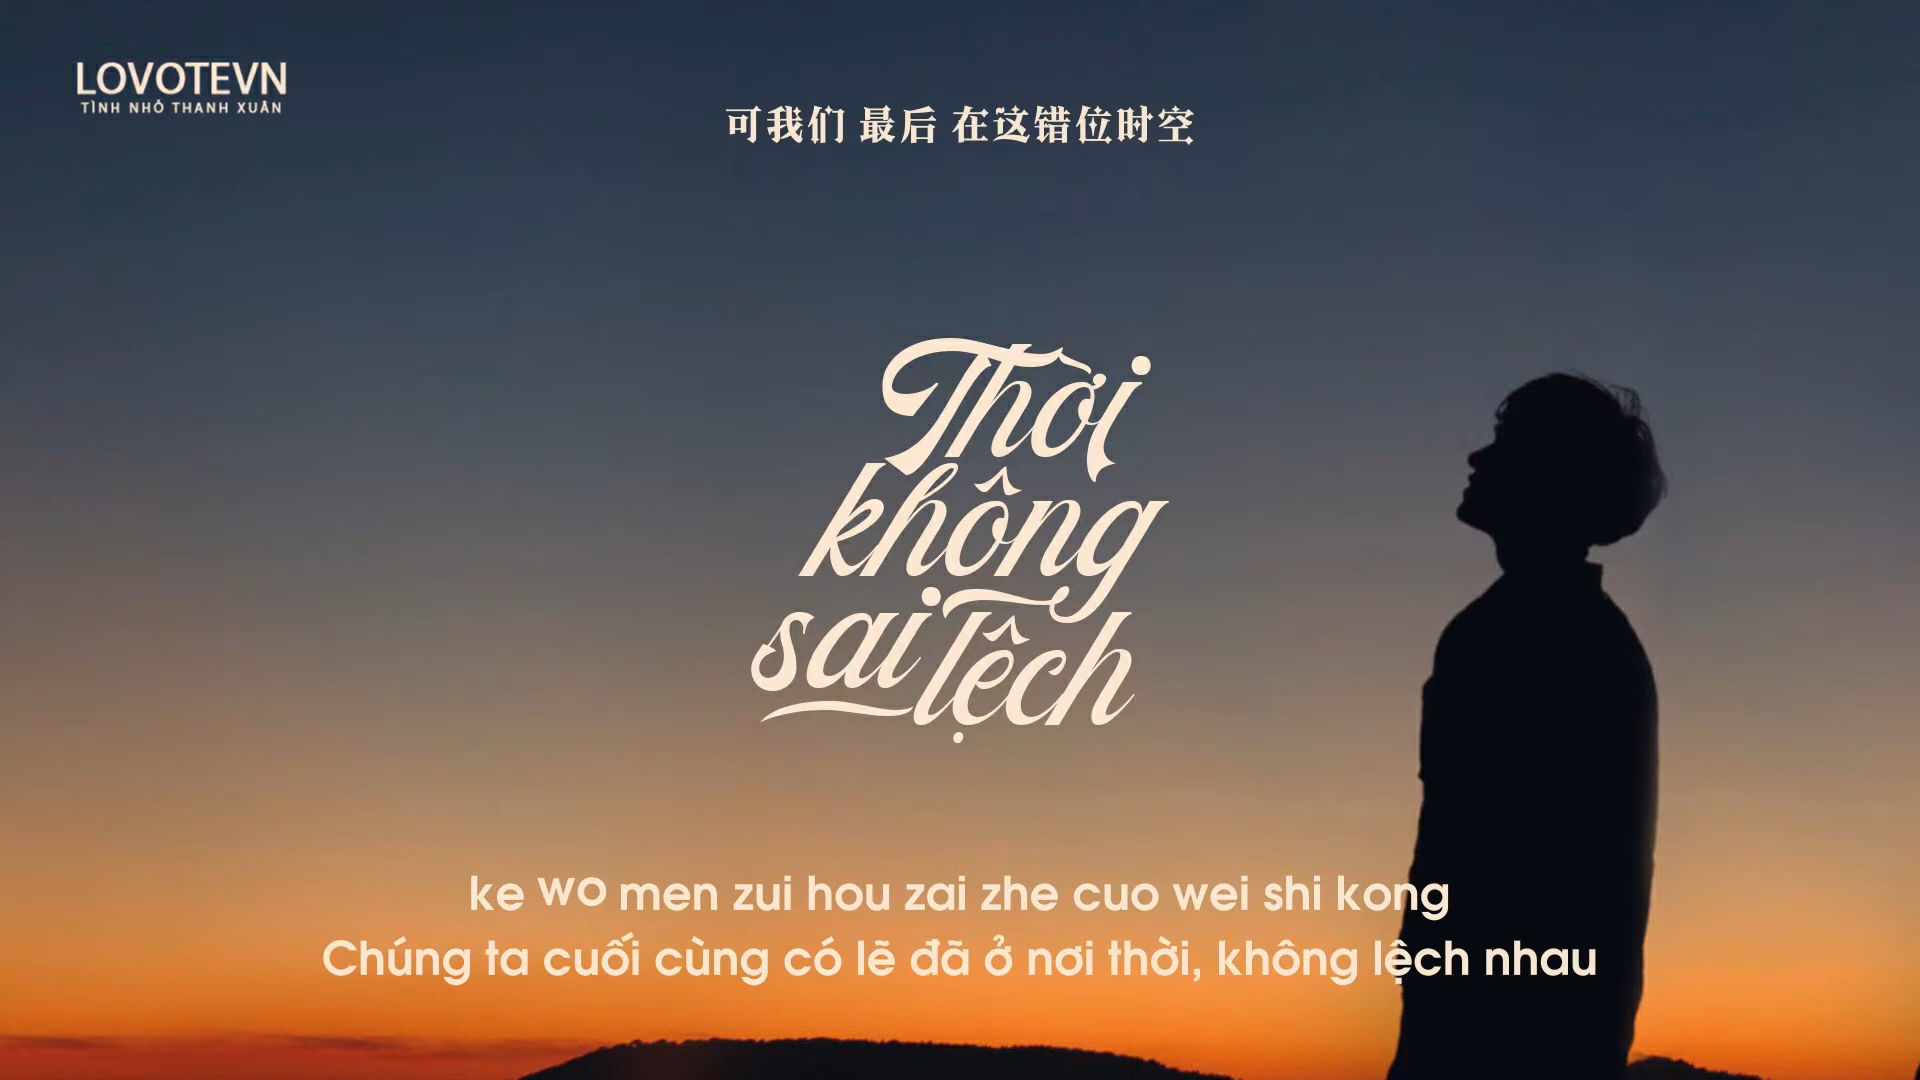 LOVOTEVN
TÌNH NHỎ THANH XUÂN
可我们 最后 在这错位时空
Thời
không
sai lệch
ke wo men zui hou zai zhe cuo wei shi kong
Chúng ta cuối cùng có lẽ đã ở nơi thời, không lệch nhau